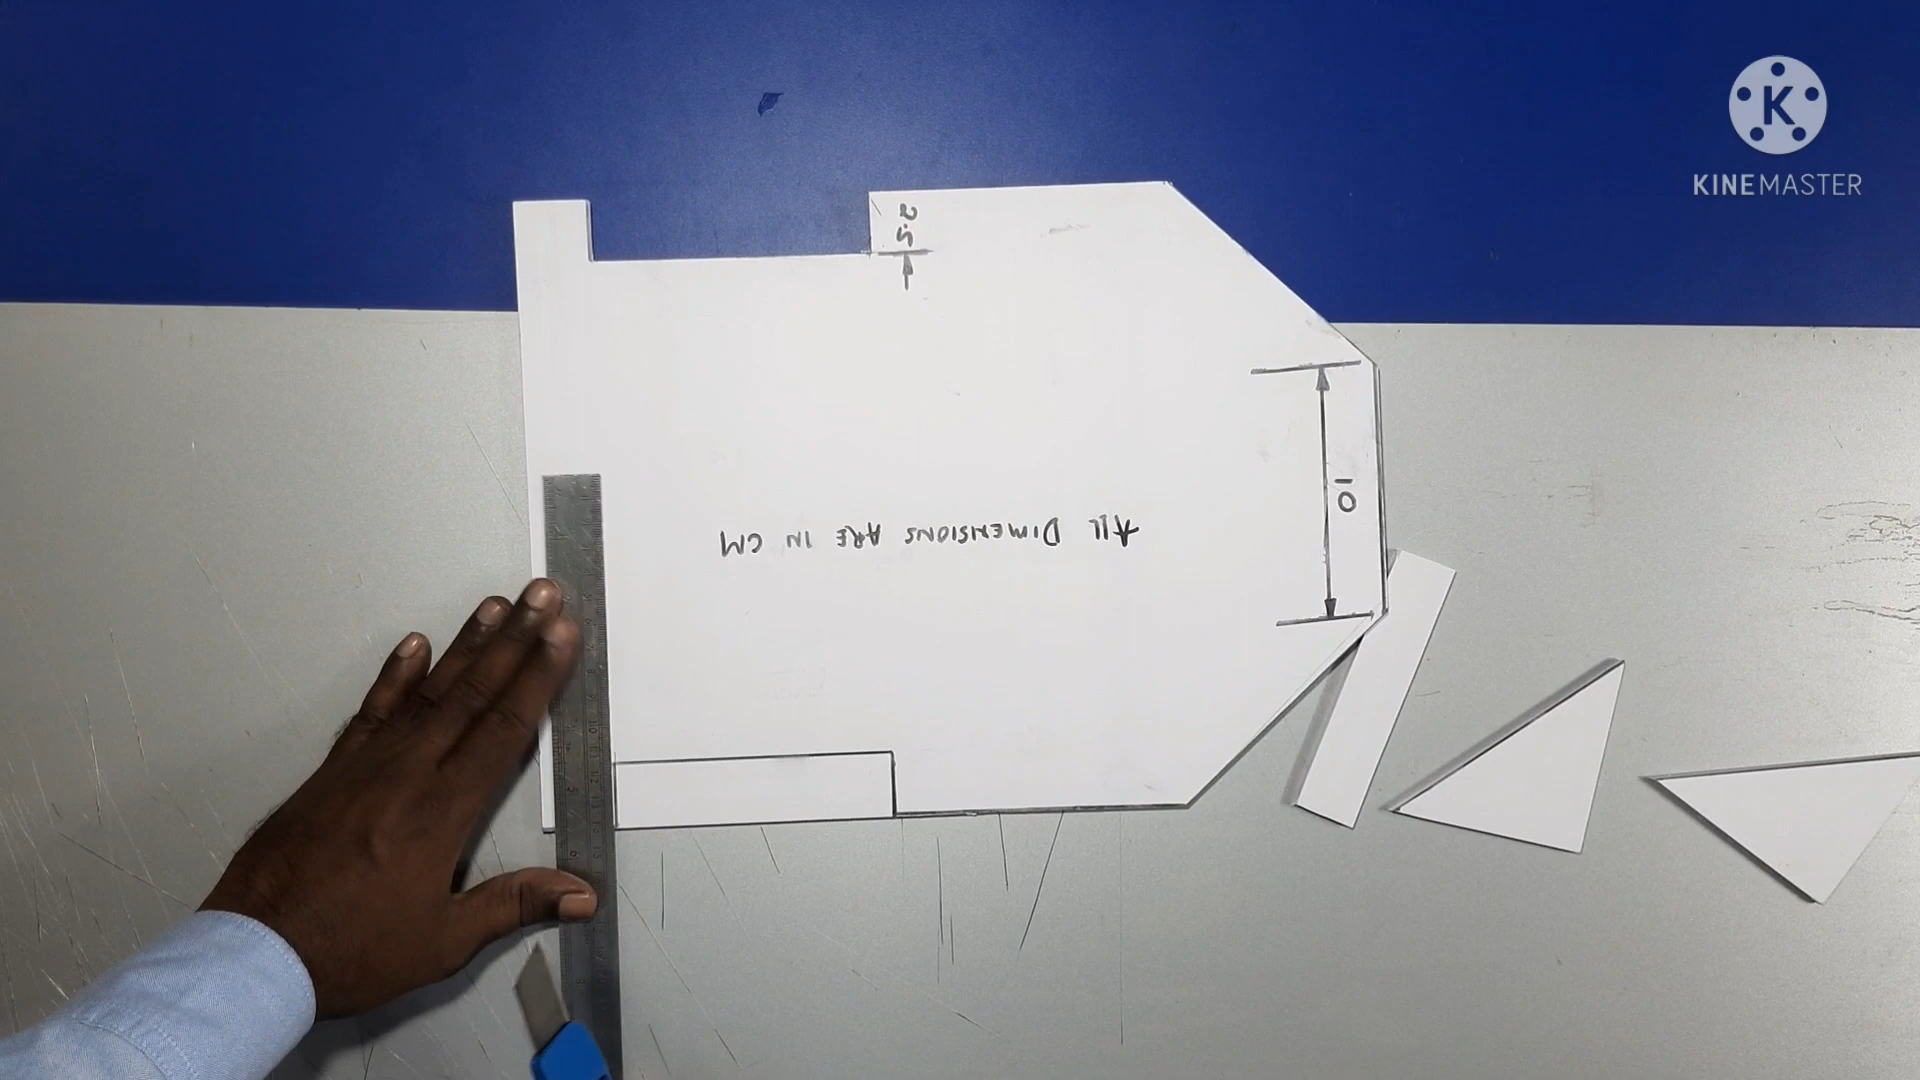 KINEMASTER
2.5
10
ALL DIMENSIONS ARE IN CM